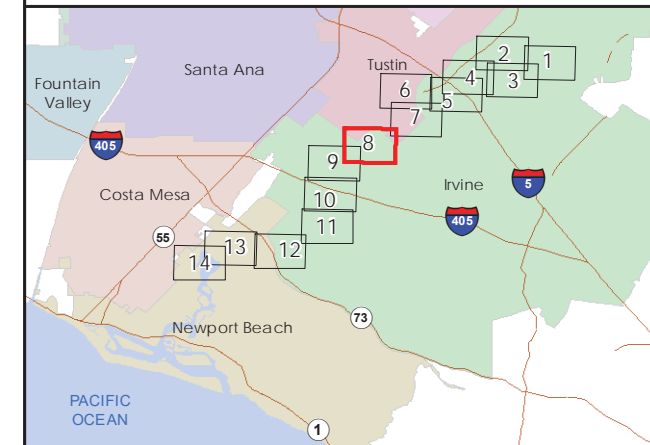 2
1
Tustin
Santa Ana
4
3
Fountain
Valley
6
5
7
8
405
9
5
Irvine
Costa Mesa
10
405
11
55
13
12
14
73
Newport Beach
PACIFIC
OCEAN
1